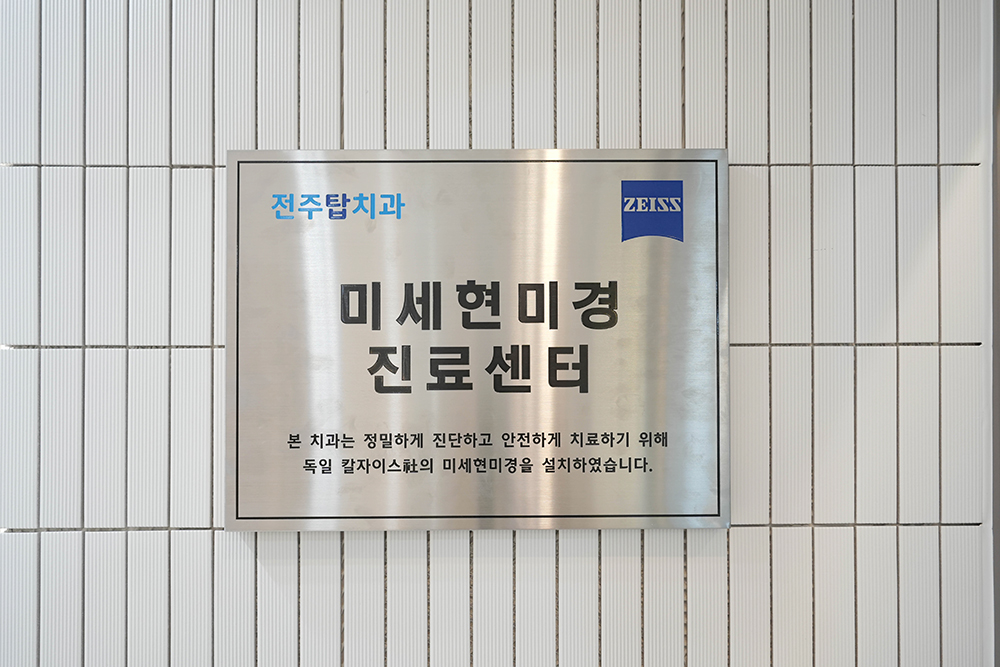 전주탑치과
ZEISS
미세현미경
진료센터
본 치과는 정밀하게 진단하고 안전하게 치료하기 위해
독일 칼자이스社의 미세현미경을 설치하였습니다.